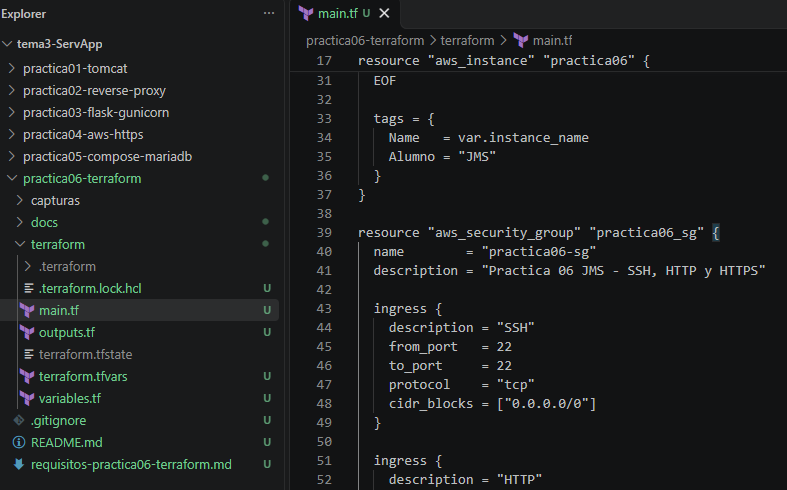 Explorer
tema3-ServApp
practica01-tomcat
practica02-reverse-proxy
practica03-flask-gunicorn
practica04-aws-https
practica05-compose-mariadb
practica06-terraform
capturas
docs
terraform
.terraform
.terraform.lock.hcl U
main.tf U
outputs.tf U
terraform.tfstate
terraform.tfvars U
variables.tf U
.gitignore U
README.md U
requisitos-practica06-terraform.md U
main.tf U
practica06-terraform > terraform > main.tf
17 resource "aws_instance" "practica06" {
31 EOF
32
33 tags = {
34 Name = var.instance_name
35 Alumno = "JMS"
36 }
37 }
38
39 resource "aws_security_group" "practica06_sg" {
40 name = "practica06-sg"
41 description = "Practica 06 JMS - SSH, HTTP y HTTPS"
42
43 ingress {
44 description = "SSH"
45 from_port = 22
46 to_port = 22
47 protocol = "tcp"
48 cidr_blocks = ["0.0.0.0/0"]
49 }
50
51 ingress {
52 description = "HTTP"